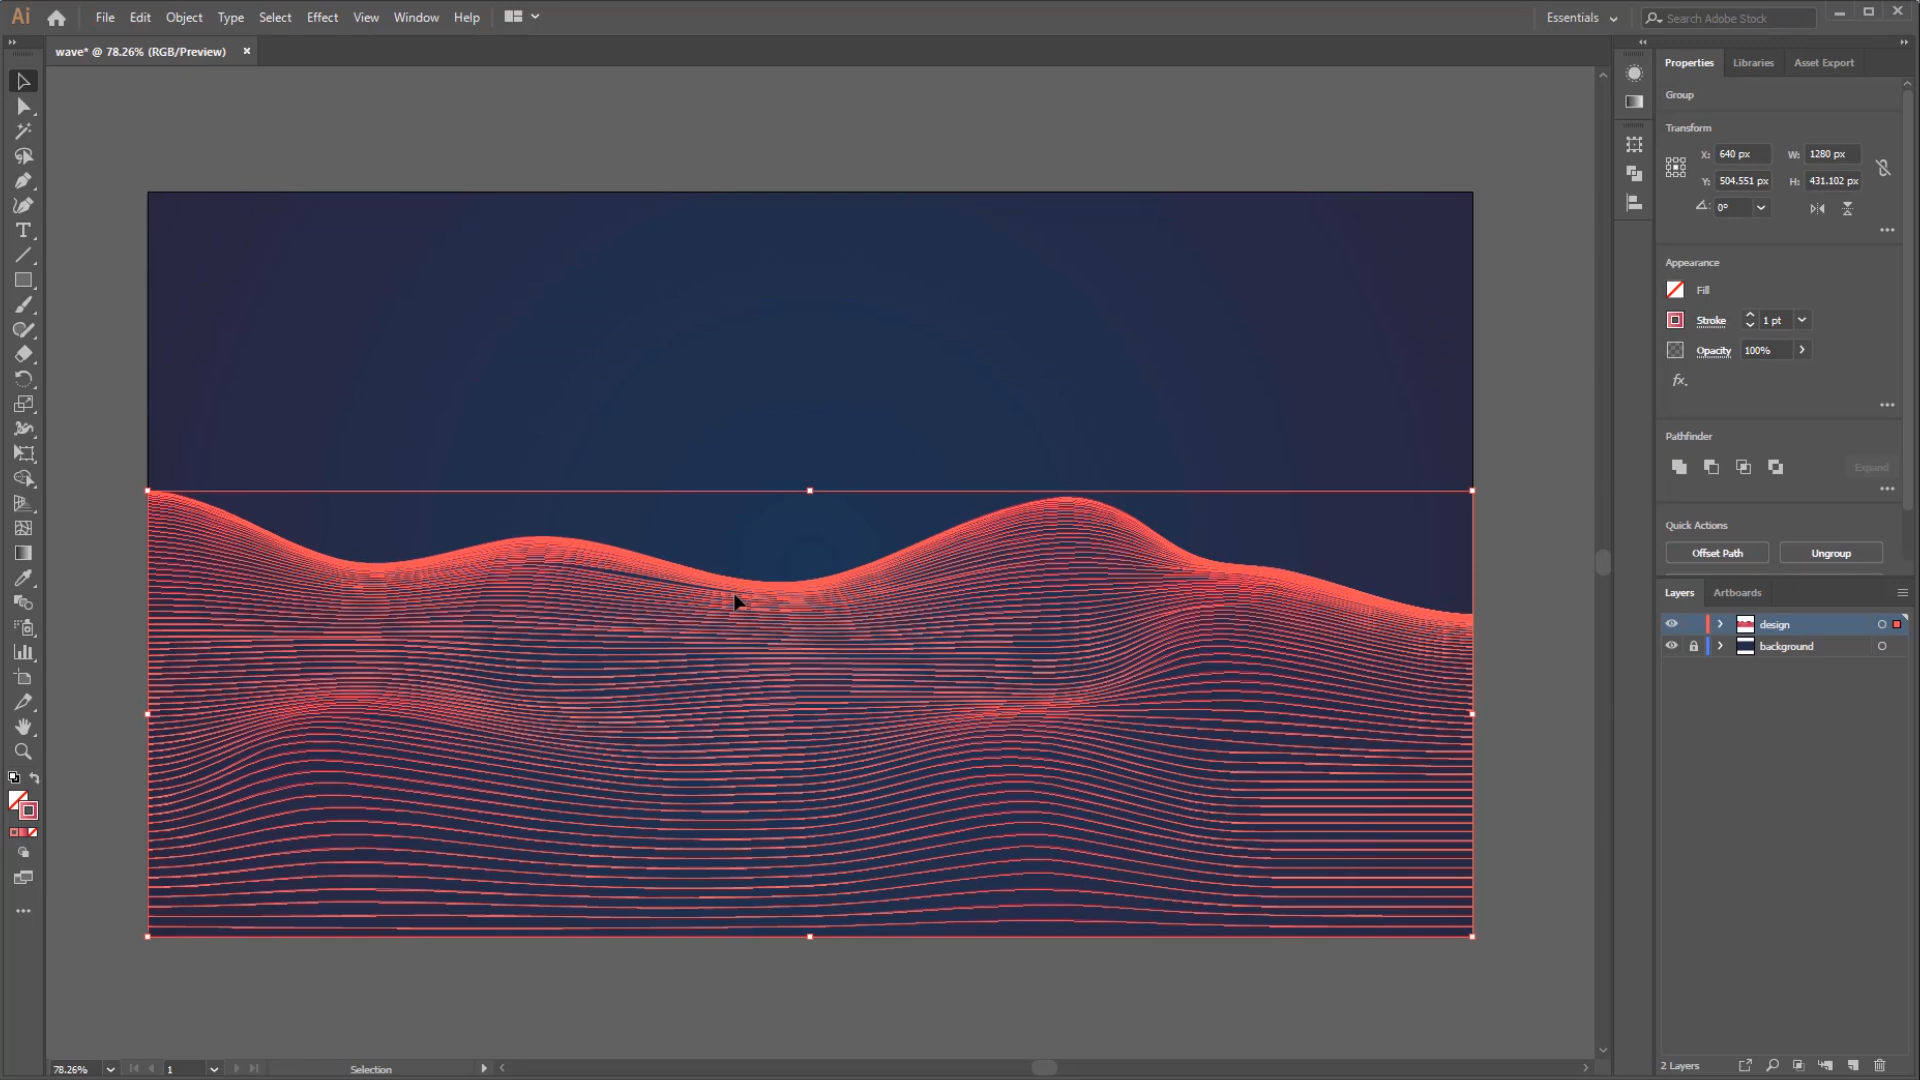 Ai File Edit Object Type Select Effect View Window Help Essentials Search Adobe Stock
wave* @ 78.26% (RGB/Preview) ×
Properties Libraries Asset Export
Group
Transform
X: 640 px W: 1280 px
Y: 504.551 px H: 431.102 px
0°
Appearance
Fill
Stroke 1 pt
Opacity 100%
fx.
Pathfinder
Expand
Quick Actions
Offset Path Ungroup
Layers Artboards
design
background
2 Layers
78.26% 1 Selection